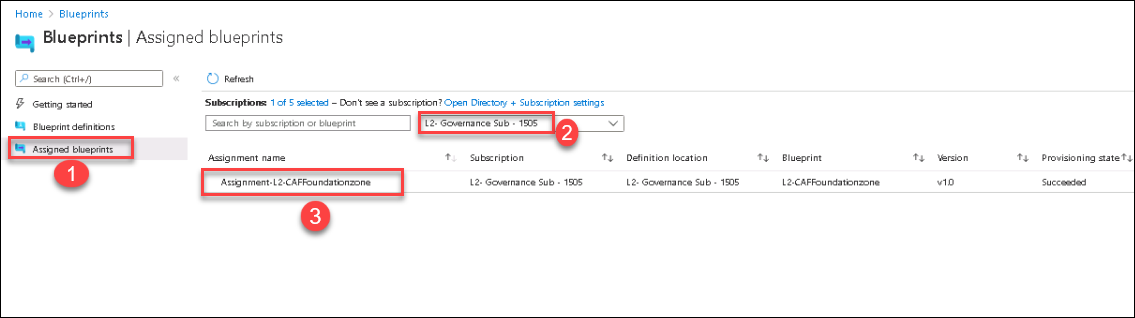 Home > Blueprints
Blueprints | Assigned blueprints
Search (Ctrl+/)
«
Getting started
Blueprint definitions
Assigned blueprints
1
Refresh
Subscriptions: 1 of 5 selected – Don't see a subscription? Open Directory + Subscription settings
Search by subscription or blueprint
L2- Governance Sub - 1505
2
Assignment name ↑↓ Subscription ↑↓ Definition location ↑↓ Blueprint ↑↓ Version ↑↓ Provisioning state ↑↓
Assignment-L2-CAFFoundationzone L2- Governance Sub - 1505 L2- Governance Sub - 1505 L2-CAFFoundationzone v1.0 Succeeded
3